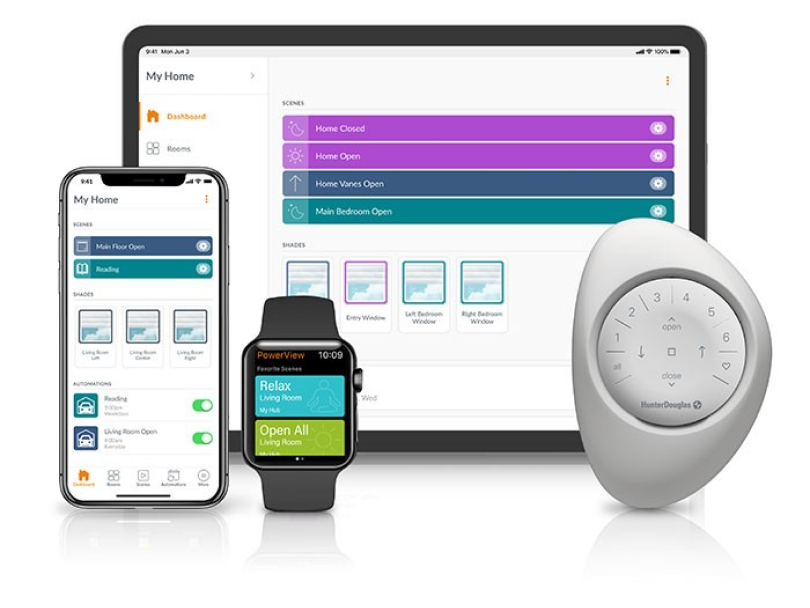 9:41 Mon Jun 3
100%
My Home
Dashboard
Rooms
SCENES
Home Closed
Home Open
Home Vanes Open
Main Bedroom Open
SHADES
Entry Window
Left Bedroom
Window
Right Bedroom
Window
Wed
9:41
My Home
SCENES
Main Floor Open
Reading
SHADES
Living Room
Left
Living Room
Center
Living Room
Right
AUTOMATIONS
Reading
9:00pm
Weekdays
Living Room Open
9:00am
Everyday
Dashboard
Rooms
Scenes
Automations
More
PowerView 10:09
Favorite Scenes
Relax
Living Room
My Hub
Open All
Living Room
My Hub
1 2 3 4 5 6
open
all
close
HunterDouglas